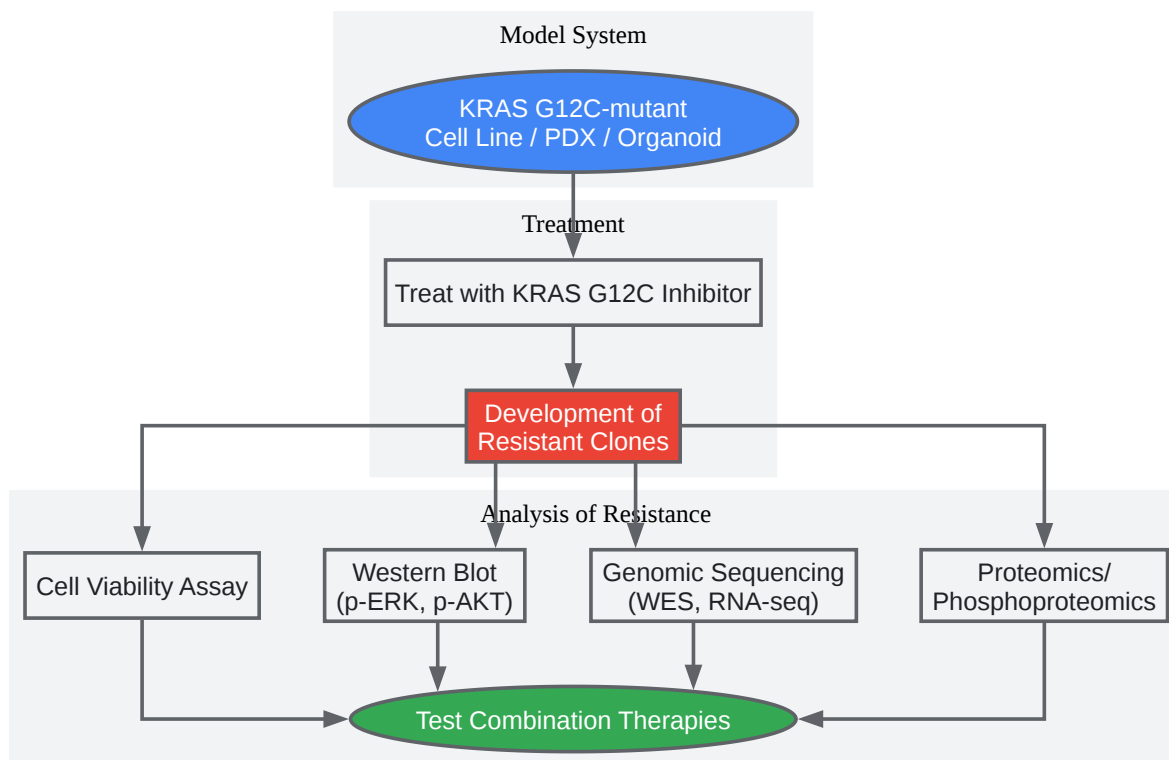 Model System
KRAS G12C-mutant
Cell Line / PDX / Organoid
Treatment
Treat with KRAS G12C Inhibitor
Development of
Resistant Clones
Analysis of Resistance
Cell Viability Assay
Western Blot
(p-ERK, p-AKT)
Genomic Sequencing
(WES, RNA-seq)
Proteomics/
Phosphoproteomics
Test Combination Therapies